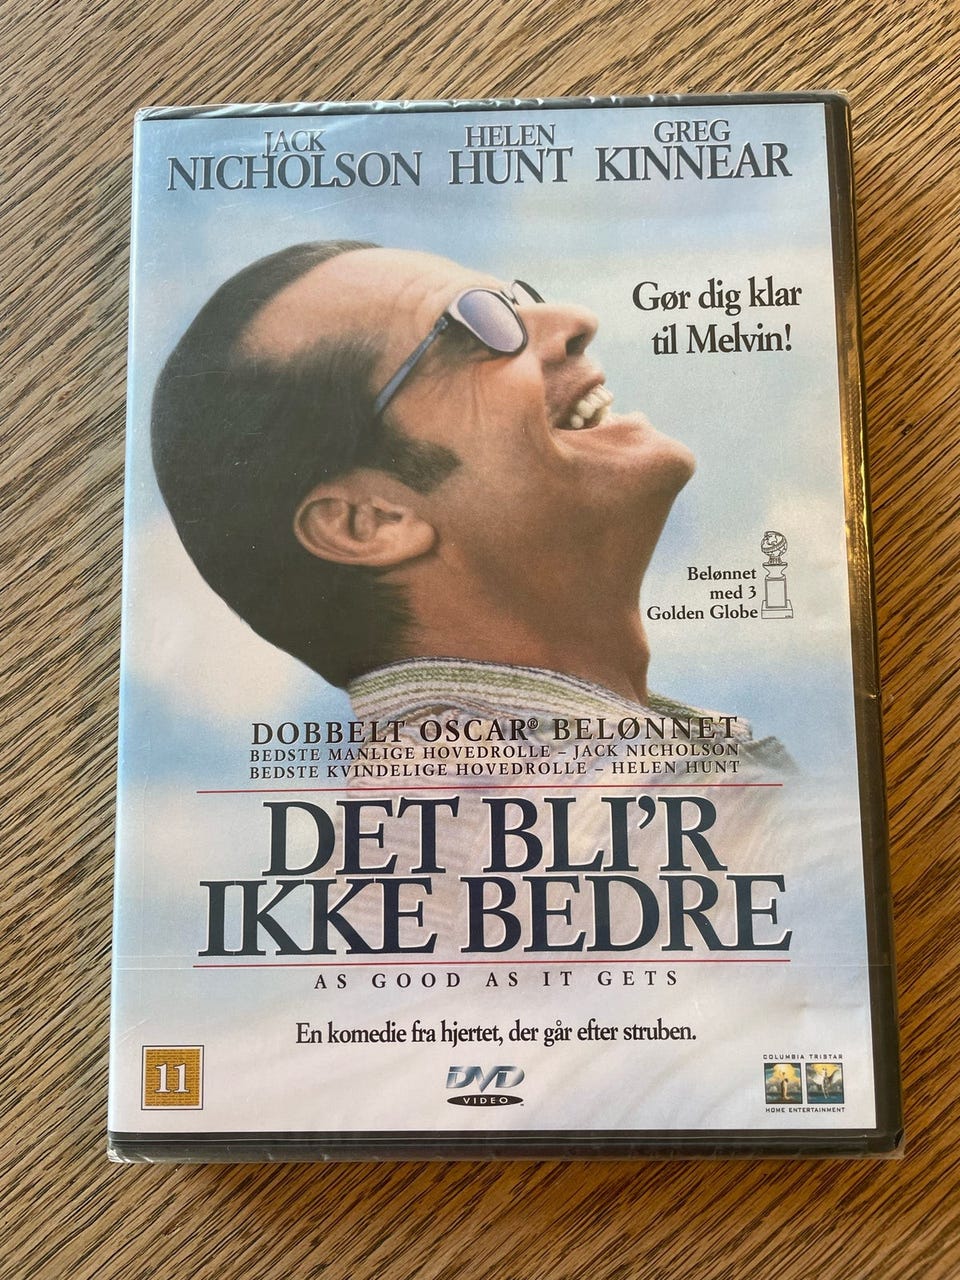 JACK NICHOLSON HELEN HUNT GREG KINNEAR
Gør dig klar
til Melvin!
Belønnet
med 3
Golden Globe
DOBBELT OSCAR® BELØNNET
BEDSTE MANLIGE HOVEDROLLE – JACK NICHOLSON
BEDSTE KVINDELIGE HOVEDROLLE – HELEN HUNT
DET BLI'R
IKKE BEDRE
AS GOOD AS IT GETS
En komedie fra hjertet, der går efter struben.
11
DVD
VIDEO
COLUMBIA TRISTAR
HOME ENTERTAINMENT